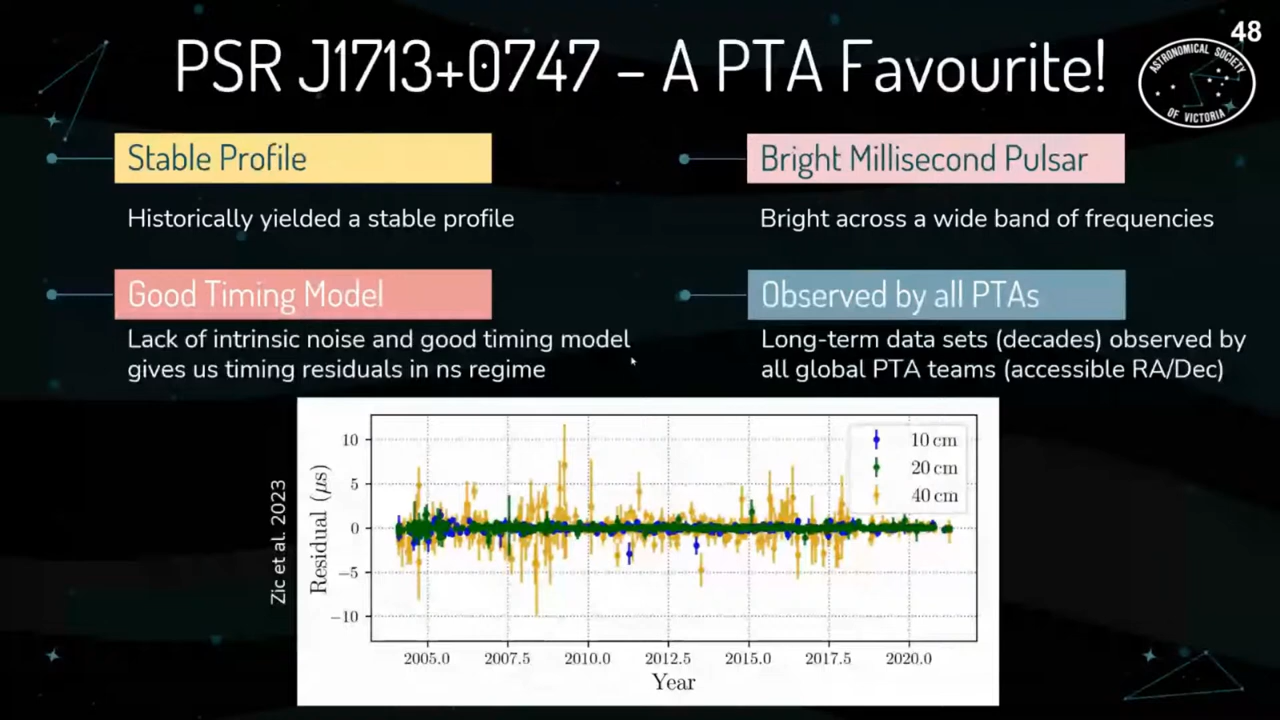 48
PSR J1713+0747 – A PTA Favourite!
ASTRONOMICAL SOCIETY
OF VICTORIA
Stable Profile
Historically yielded a stable profile
Bright Millisecond Pulsar
Bright across a wide band of frequencies
Good Timing Model
Lack of intrinsic noise and good timing model
gives us timing residuals in ns regime
Observed by all PTAs
Long-term data sets (decades) observed by
all global PTA teams (accessible RA/Dec)
Zic et al. 2023
Residual (μs)
10
5
0
−5
−10
10 cm
20 cm
40 cm
2005.0 2007.5 2010.0 2012.5 2015.0 2017.5 2020.0
Year